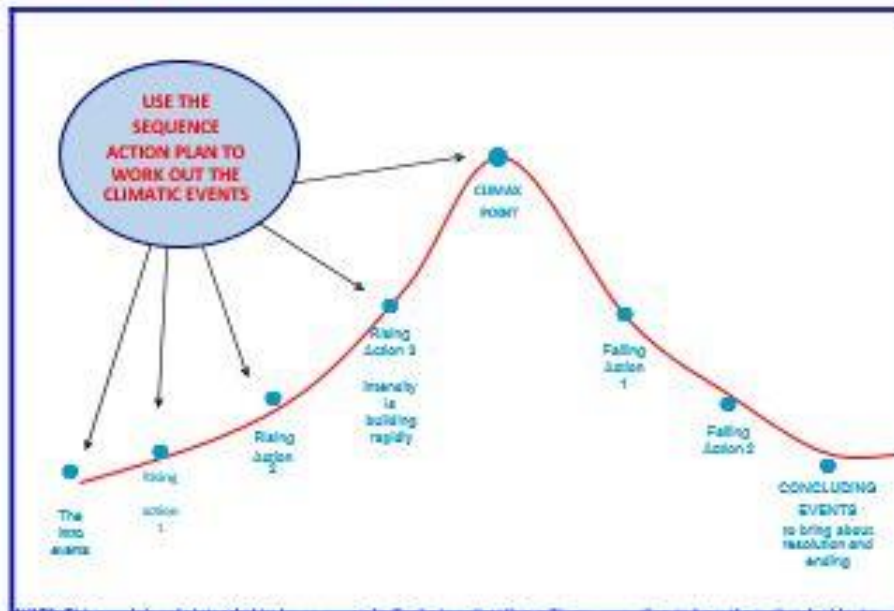 USE THE
SEQUENCE
ACTION PLAN TO
WORK OUT THE
CLIMATIC EVENTS
CLIMAX
POINT
Rising
Action 3
Intensity
is
building
rapidly
Rising
Action
2
Rising
action
1
The
intro
events
Falling
Action
1
Falling
Action 2
CONCLUDING
EVENTS
to bring about
resolution and
ending